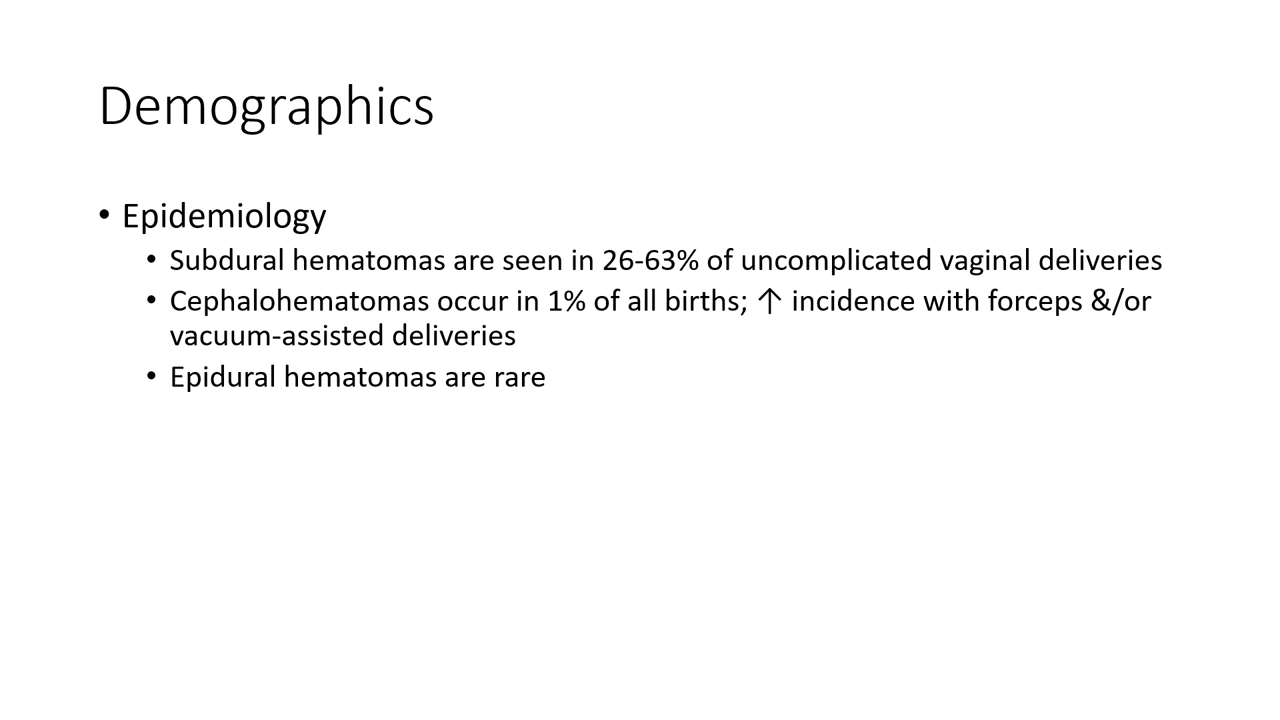 Demographics
• Epidemiology
• Subdural hematomas are seen in 26-63% of uncomplicated vaginal deliveries
• Cephalohematomas occur in 1% of all births; ↑ incidence with forceps &/or
vacuum-assisted deliveries
• Epidural hematomas are rare